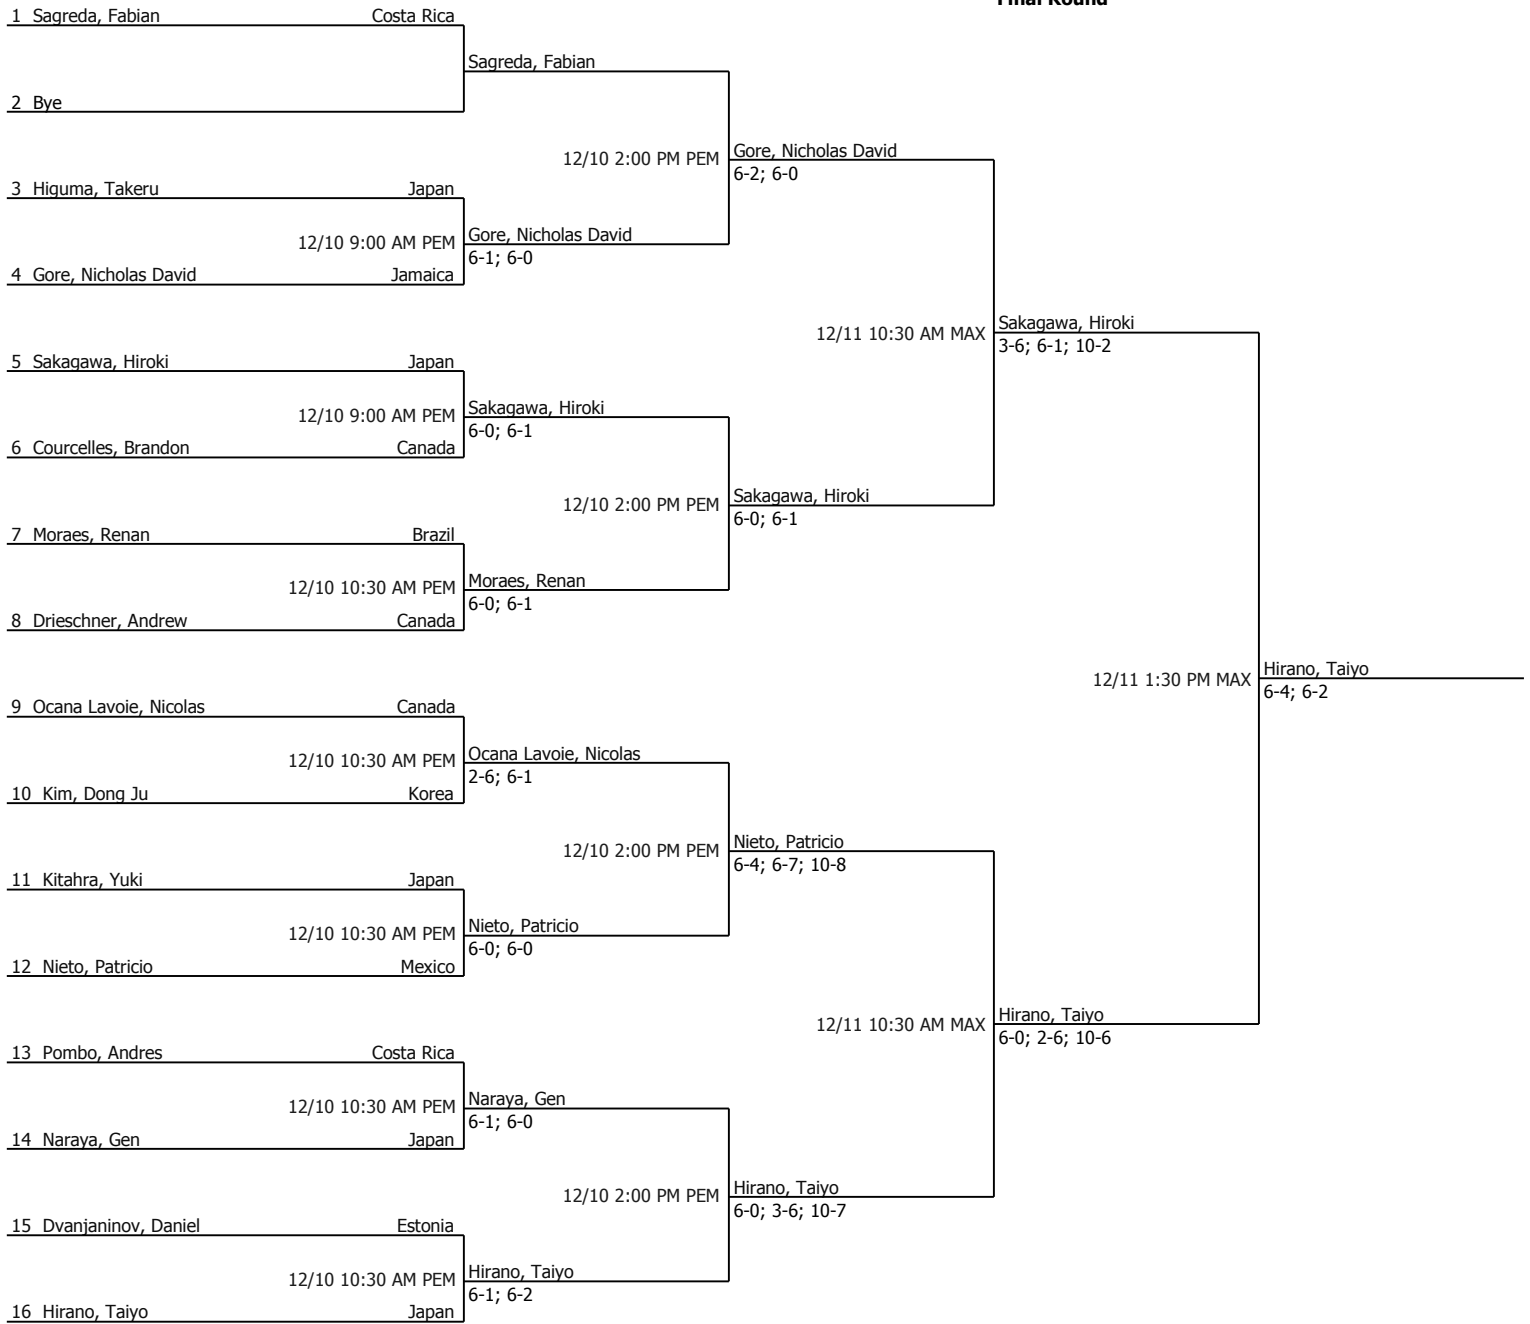 Final Round
1 Sagreda, Fabian Costa Rica
Sagreda, Fabian
2 Bye
12/10 2:00 PM PEM Gore, Nicholas David
6-2; 6-0
3 Higuma, Takeru Japan
12/10 9:00 AM PEM Gore, Nicholas David
6-1; 6-0
4 Gore, Nicholas David Jamaica
12/11 10:30 AM MAX Sakagawa, Hiroki
3-6; 6-1; 10-2
5 Sakagawa, Hiroki Japan
12/10 9:00 AM PEM Sakagawa, Hiroki
6-0; 6-1
6 Courcelles, Brandon Canada
12/10 2:00 PM PEM Sakagawa, Hiroki
6-0; 6-1
7 Moraes, Renan Brazil
12/10 10:30 AM PEM Moraes, Renan
6-0; 6-1
8 Drieschner, Andrew Canada
12/11 1:30 PM MAX Hirano, Taiyo
6-4; 6-2
9 Ocana Lavoie, Nicolas Canada
12/10 10:30 AM PEM Ocana Lavoie, Nicolas
2-6; 6-1
10 Kim, Dong Ju Korea
12/10 2:00 PM PEM Nieto, Patricio
6-4; 6-7; 10-8
11 Kitahra, Yuki Japan
12/10 10:30 AM PEM Nieto, Patricio
6-0; 6-0
12 Nieto, Patricio Mexico
12/11 10:30 AM MAX Hirano, Taiyo
6-0; 2-6; 10-6
13 Pombo, Andres Costa Rica
12/10 10:30 AM PEM Naraya, Gen
6-1; 6-0
14 Naraya, Gen Japan
12/10 2:00 PM PEM Hirano, Taiyo
6-0; 3-6; 10-7
15 Dvanjaninov, Daniel Estonia
12/10 10:30 AM PEM Hirano, Taiyo
6-1; 6-2
16 Hirano, Taiyo Japan